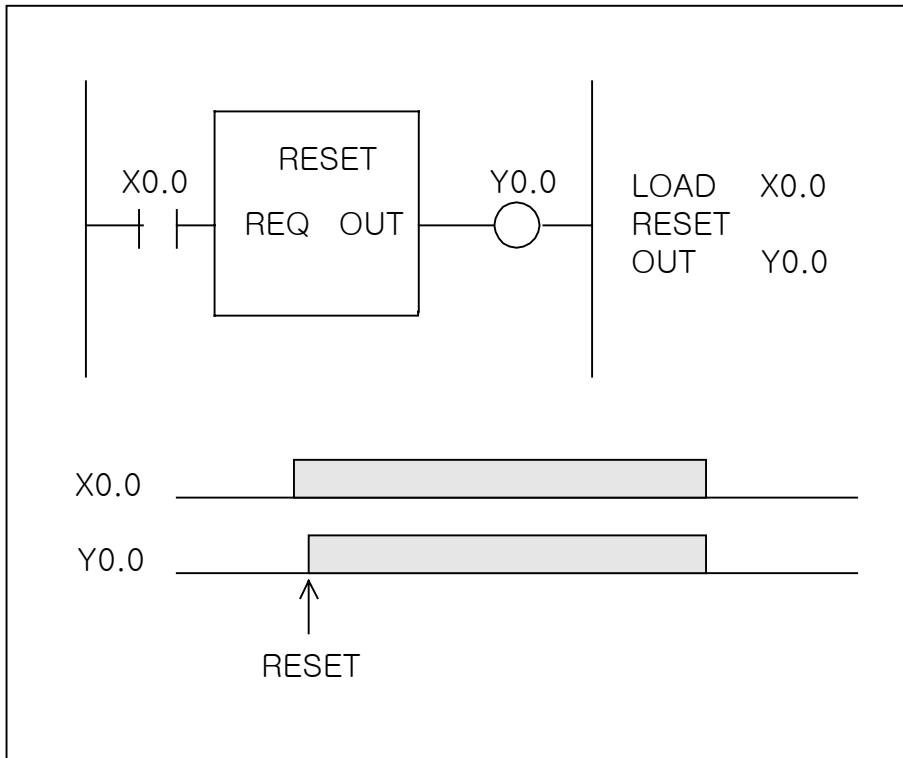 RESET
X0.0
REQ OUT
Y0.0
LOAD X0.0
RESET
OUT Y0.0
X0.0
Y0.0
RESET